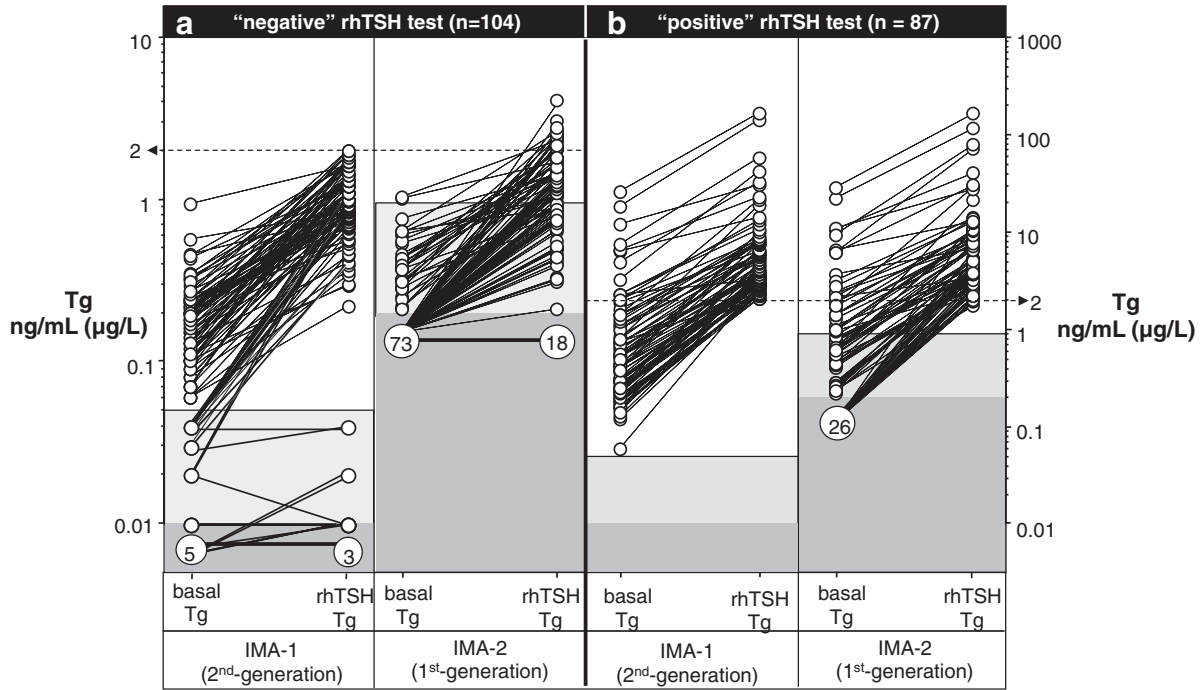 a "negative" rhTSH test (n=104)
b "positive" rhTSH test (n = 87)
10
2
1
0.1
0.01
Tg
ng/mL (µg/L)
73
18
5
3
26
1000
100
10
2
1
0.1
0.01
Tg
ng/mL (µg/L)
basal
Tg
rhTSH
Tg
basal
Tg
rhTSH
Tg
basal
Tg
rhTSH
Tg
basal
Tg
rhTSH
Tg
IMA-1
(2nd-generation)
IMA-2
(1st-generation)
IMA-1
(2nd-generation)
IMA-2
(1st-generation)